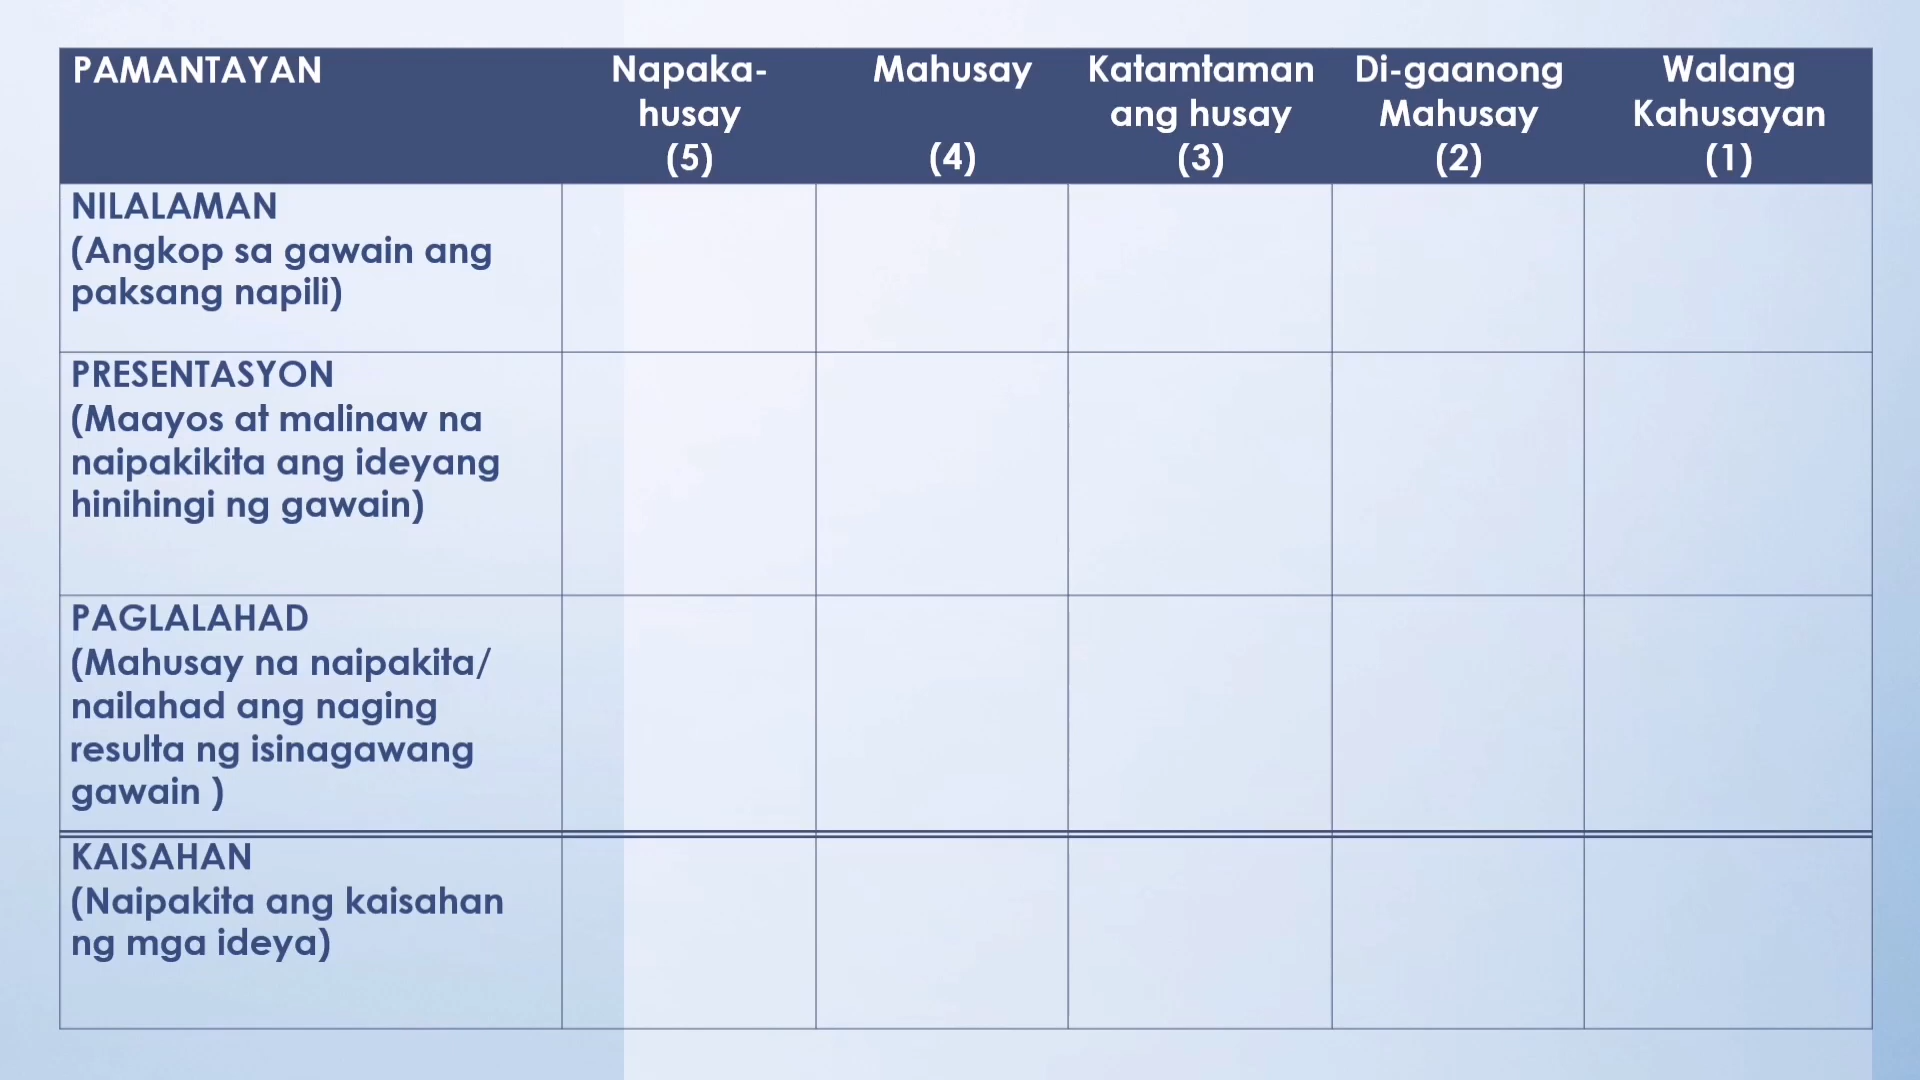 PAMANTAYAN
Napaka-
husay
(5)
Mahusay
(4)
Katamtaman
ang husay
(3)
Di-gaanong
Mahusay
(2)
Walang
Kahusayan
(1)
NILALAMAN
(Angkop sa gawain ang
paksang napili)
PRESENTASYON
(Maayos at malinaw na
naipakikita ang ideyang
hinihingi ng gawain)
PAGLALAHAD
(Mahusay na naipakita/
nailahad ang naging
resulta ng isinagawang
gawain )
KAISAHAN
(Naipakita ang kaisahan
ng mga ideya)